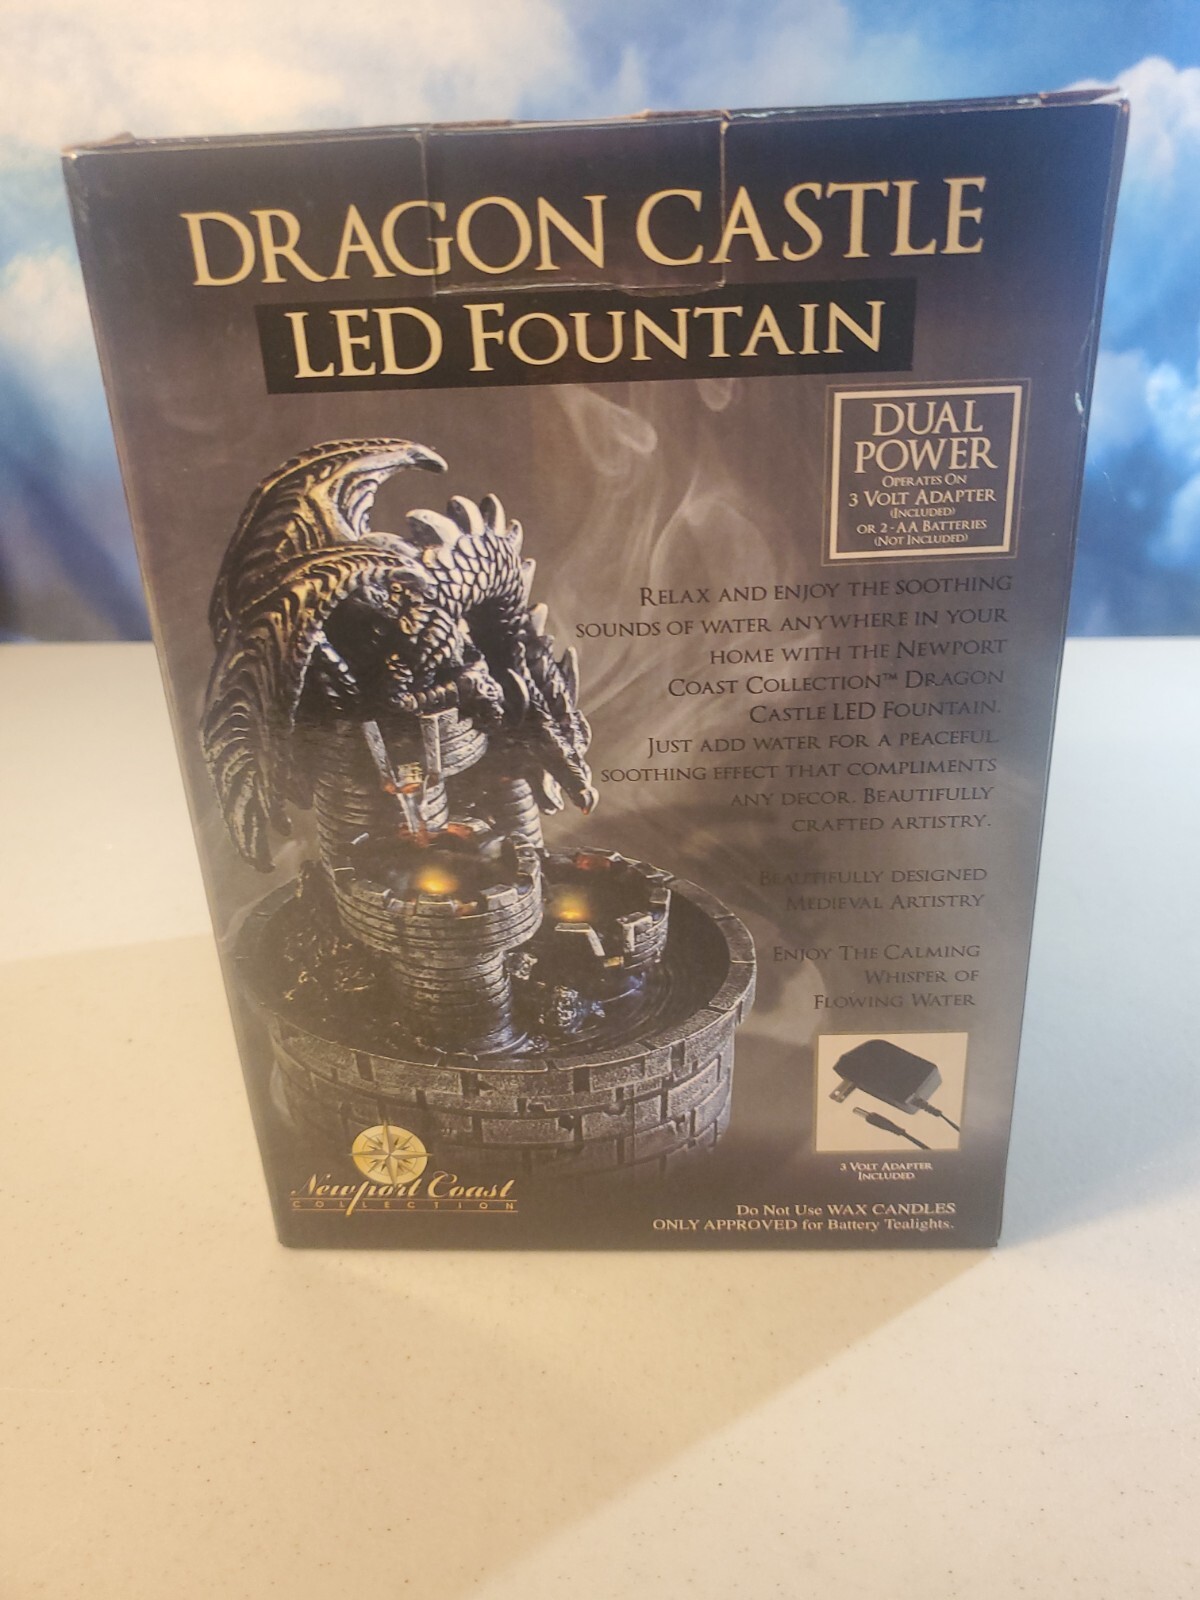 DRAGON CASTLE
LED FOUNTAIN
DUAL
POWER
OPERATES ON
3 VOLT ADAPTER
(INCLUDED)
OR 2-AA BATTERIES
(NOT INCLUDED)
RELAX AND ENJOY THE SOOTHING
SOUNDS OF WATER ANYWHERE IN YOUR
HOME WITH THE NEWPORT
COAST COLLECTION™ DRAGON
CASTLE LED FOUNTAIN.
JUST ADD WATER FOR A PEACEFUL
SOOTHING EFFECT THAT COMPLIMENTS
ANY DECOR. BEAUTIFULLY
CRAFTED ARTISTRY.
BEAUTIFULLY DESIGNED
MEDIEVAL ARTISTRY
ENJOY THE CALMING
WHISPER OF
FLOWING WATER
3 VOLT ADAPTER
INCLUDED
Newport Coast
COLLECTION
Do Not Use WAX CANDLES
ONLY APPROVED for Battery Tealights.